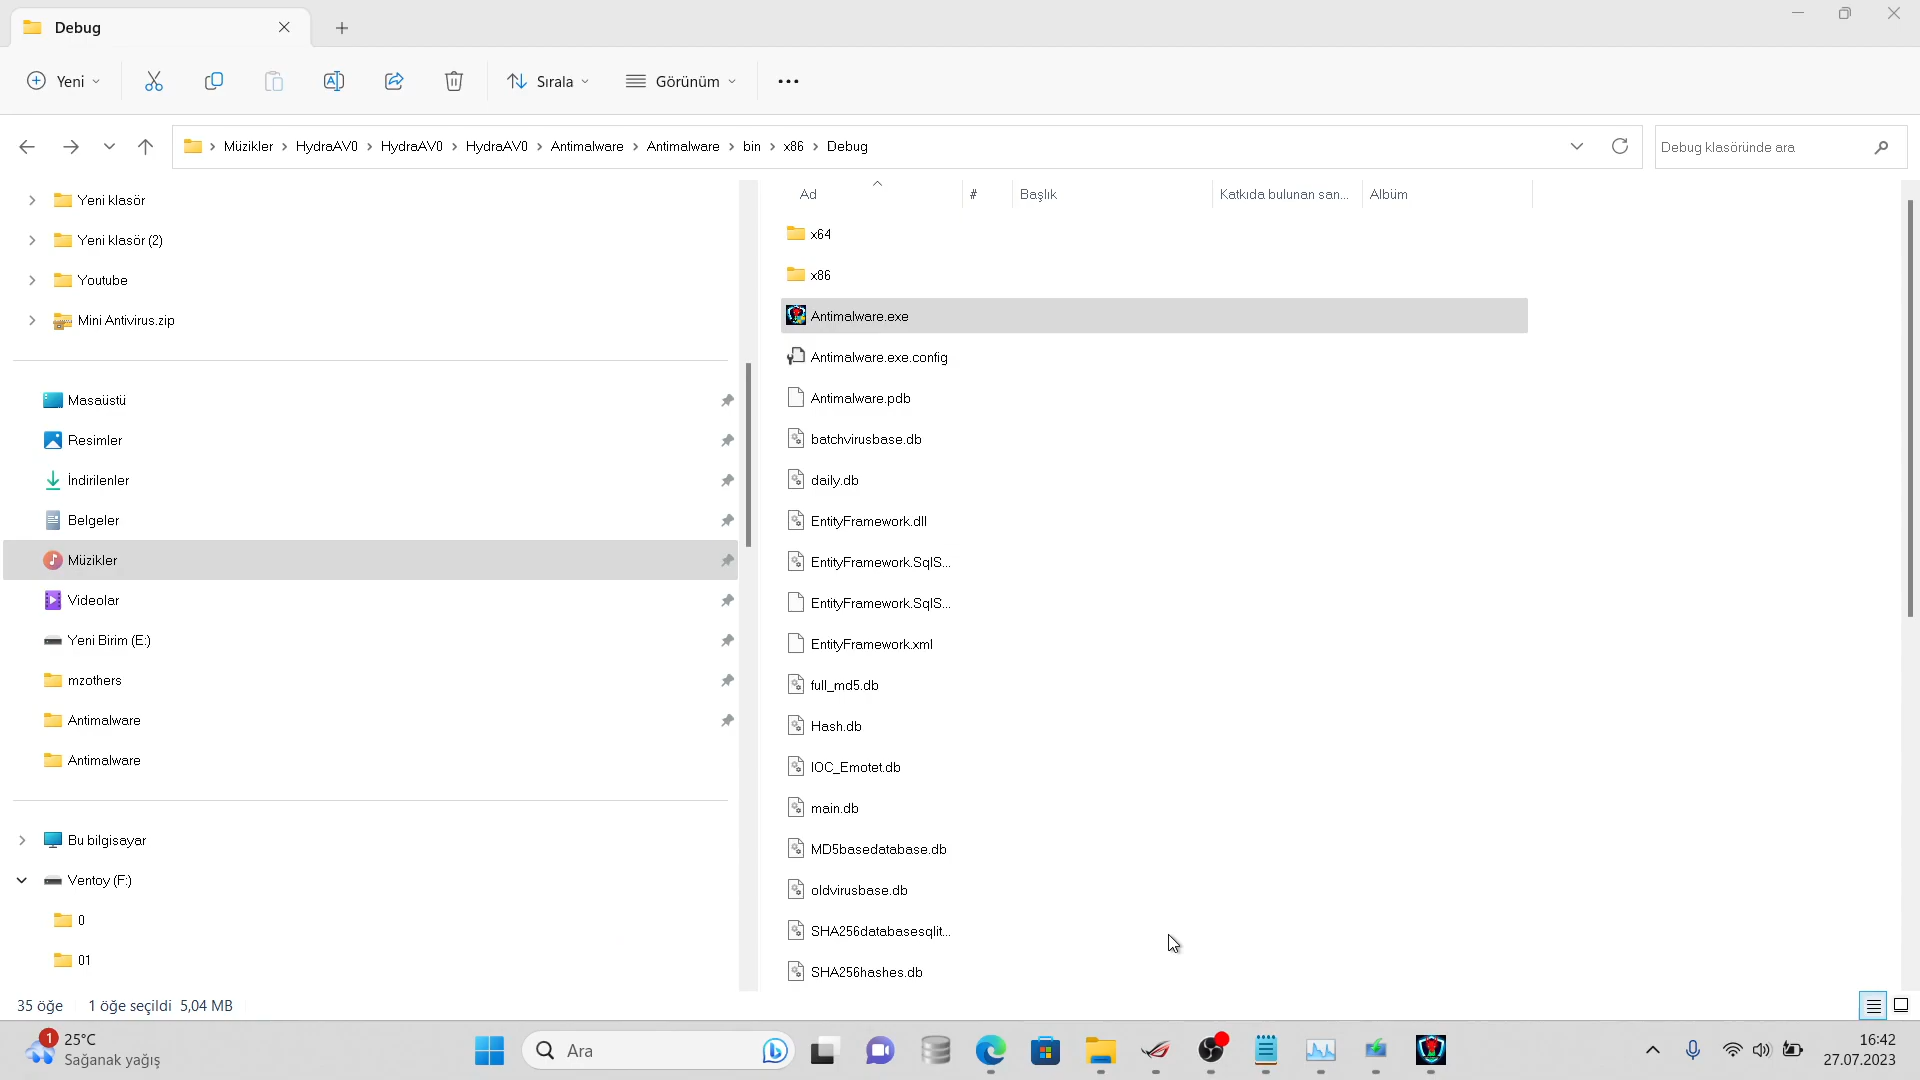 Debug
Yeni
Sırala
Görünüm
Müzikler HydraAV0 HydraAV0 HydraAV0 Antimalware Antimalware bin x86 Debug
Debug klasöründe ara
Yeni klasör
Yeni klasör (2)
Youtube
Mini Antivirus.zip
Masaüstü
Resimler
İndirilenler
Belgeler
Müzikler
Videolar
Yeni Birim (E:)
mzothers
Antimalware
Antimalware
Bu bilgisayar
Ventoy (F:)
0
01
Ad # Başlık Katkıda bulunan san... Albüm
x64
x86
Antimalware.exe
Antimalware.exe.config
Antimalware.pdb
batchvirusbase.db
daily.db
EntityFramework.dll
EntityFramework.SqlS...
EntityFramework.SqlS...
EntityFramework.xml
full_md5.db
Hash.db
IOC_Emotet.db
main.db
MD5basedatabase.db
oldvirusbase.db
SHA256databasesqlit...
SHA256hashes.db
35 öğe 1 öğe seçildi 5,04 MB
1
25°C
Sağanak yağış
Ara
16:42
27.07.2023